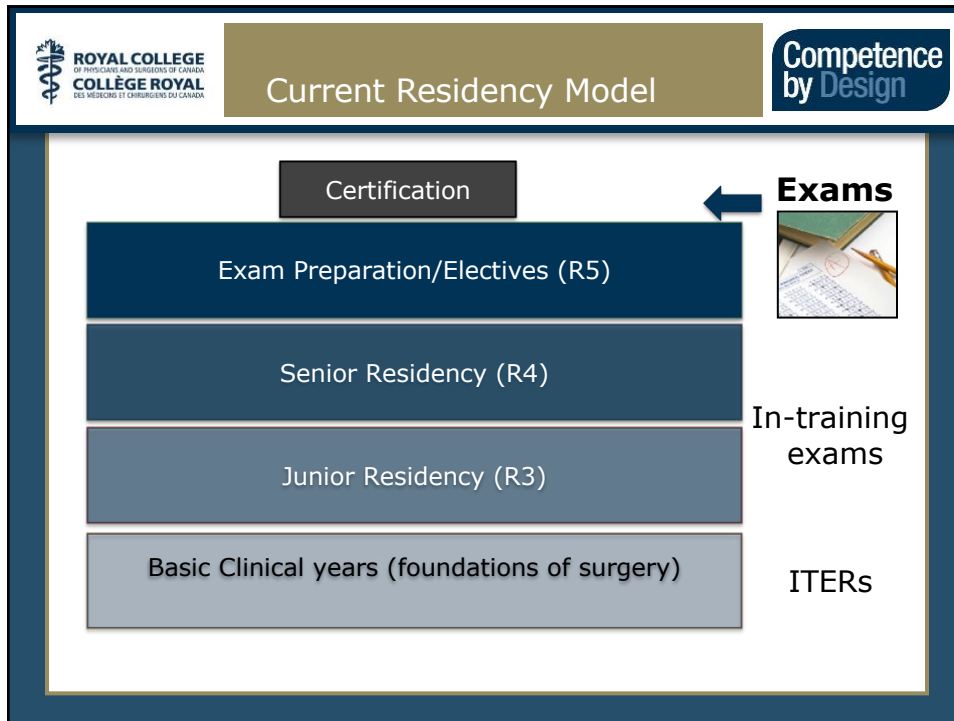 ROYAL COLLEGE
OF PHYSICIANS AND SURGEONS OF CANADA
COLLÈGE ROYAL
DES MÉDECINS ET CHIRURGIENS DU CANADA
Current Residency Model
Competence
by Design
Certification
Exams
Exam Preparation/Electives (R5)
Senior Residency (R4)
In-training
exams
Junior Residency (R3)
Basic Clinical years (foundations of surgery)
ITERs